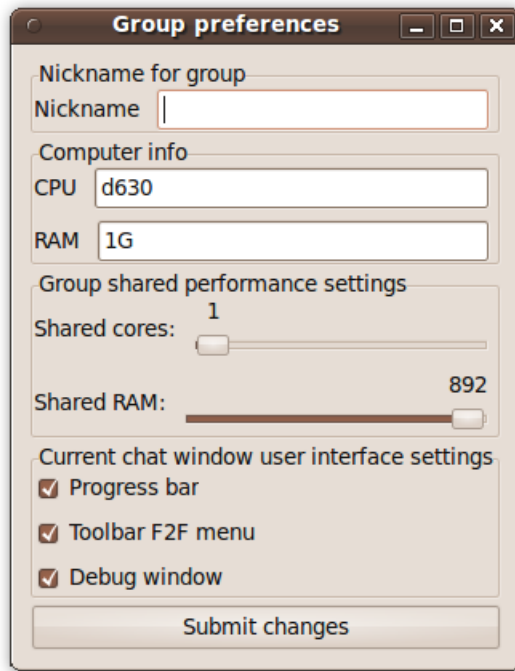 Group preferences
Nickname for group
Nickname
Computer info
CPU d630
RAM 1G
Group shared performance settings
1
Shared cores:
892
Shared RAM:
Current chat window user interface settings
Progress bar
Toolbar F2F menu
Debug window
Submit changes